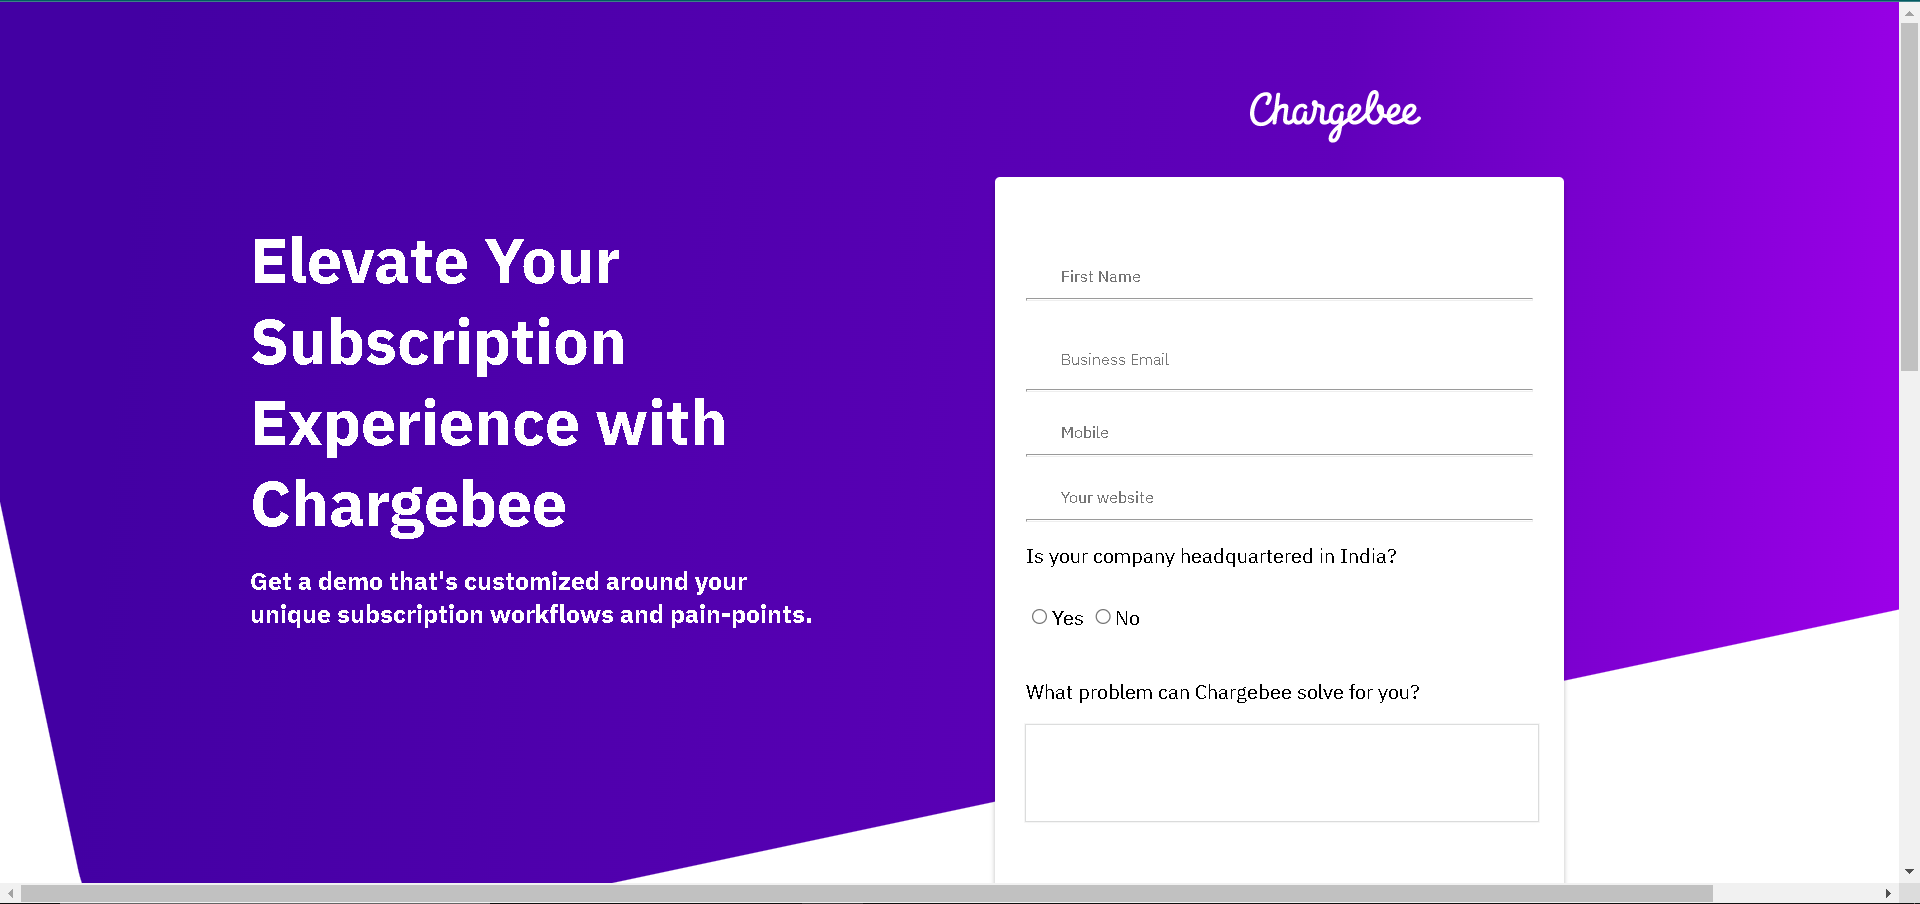 Chargebee
Elevate Your
Subscription
Experience with
Chargebee
Get a demo that's customized around your
unique subscription workflows and pain-points.
First Name
Business Email
Mobile
Your website
Is your company headquartered in India?
Yes No
What problem can Chargebee solve for you?